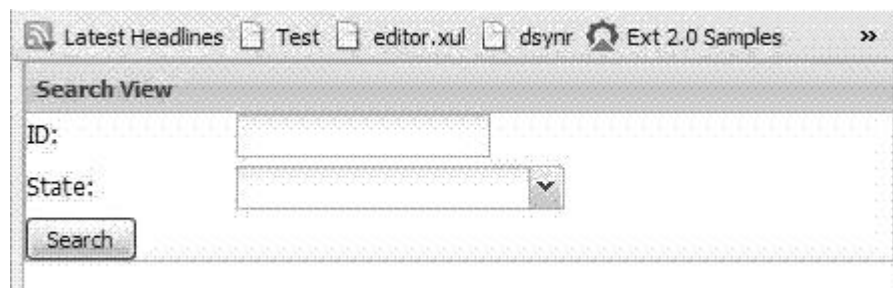 Latest Headlines Test editor.xul dsynr Ext 2.0 Samples »
Search View
ID:
State:
Search